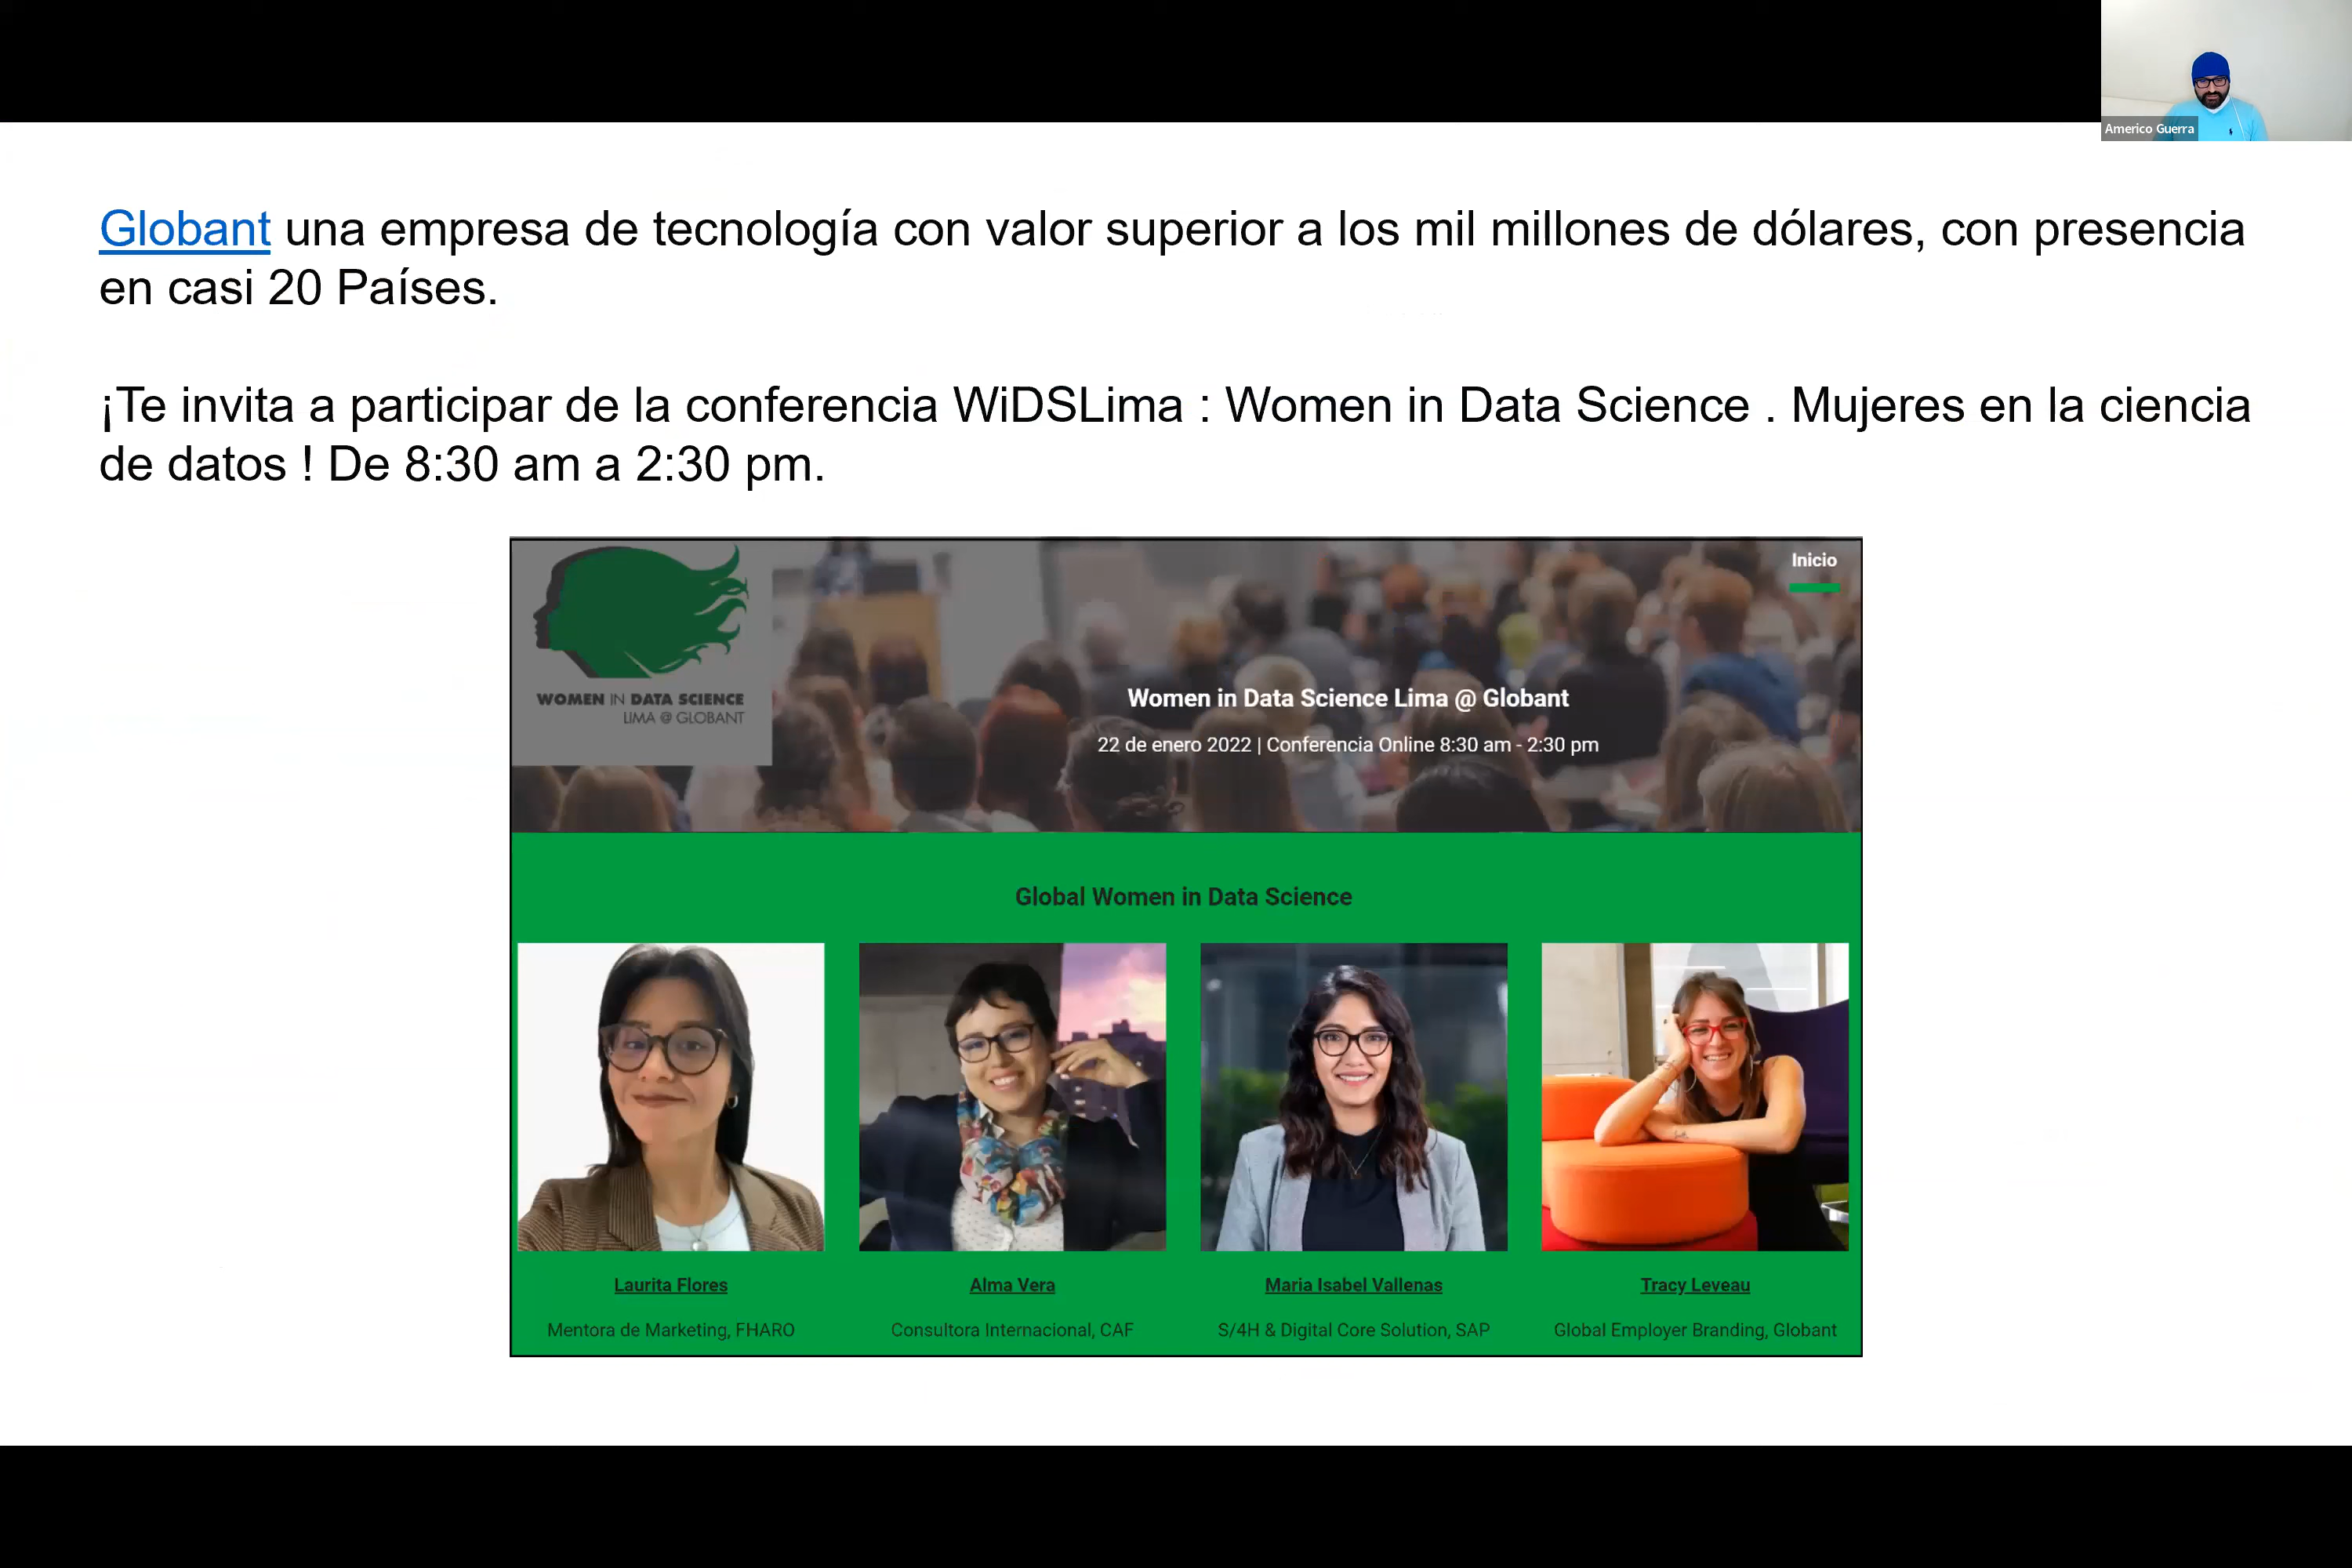 Americo Guerra
Globant una empresa de tecnología con valor superior a los mil millones de dólares, con presencia
en casi 20 Países.
¡Te invita a participar de la conferencia WiDSLima : Women in Data Science . Mujeres en la ciencia
de datos ! De 8:30 am a 2:30 pm.
Inicio
WOMEN IN DATA SCIENCE
LIMA @ GLOBANT
Women in Data Science Lima @ Globant
22 de enero 2022 | Conferencia Online 8:30 am - 2:30 pm
Global Women in Data Science
Laurita Flores
Mentora de Marketing, FHARO
Alma Vera
Consultora Internacional, CAF
Maria Isabel Vallenas
S/4H & Digital Core Solution, SAP
Tracy Leveau
Global Employer Branding, Globant